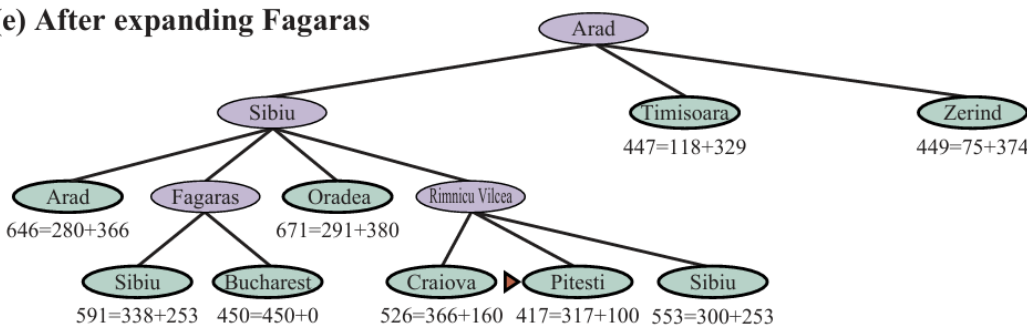 (e) After expanding Fagaras
Arad
Sibiu
Timisoara
Zerind
447=118+329
449=75+374
Arad
Fagaras
Oradea
Rimnicu Vilcea
646=280+366
671=291+380
Sibiu
Bucharest
Craiova
Pitesti
Sibiu
591=338+253
450=450+0
526=366+160
417=317+100
553=300+253